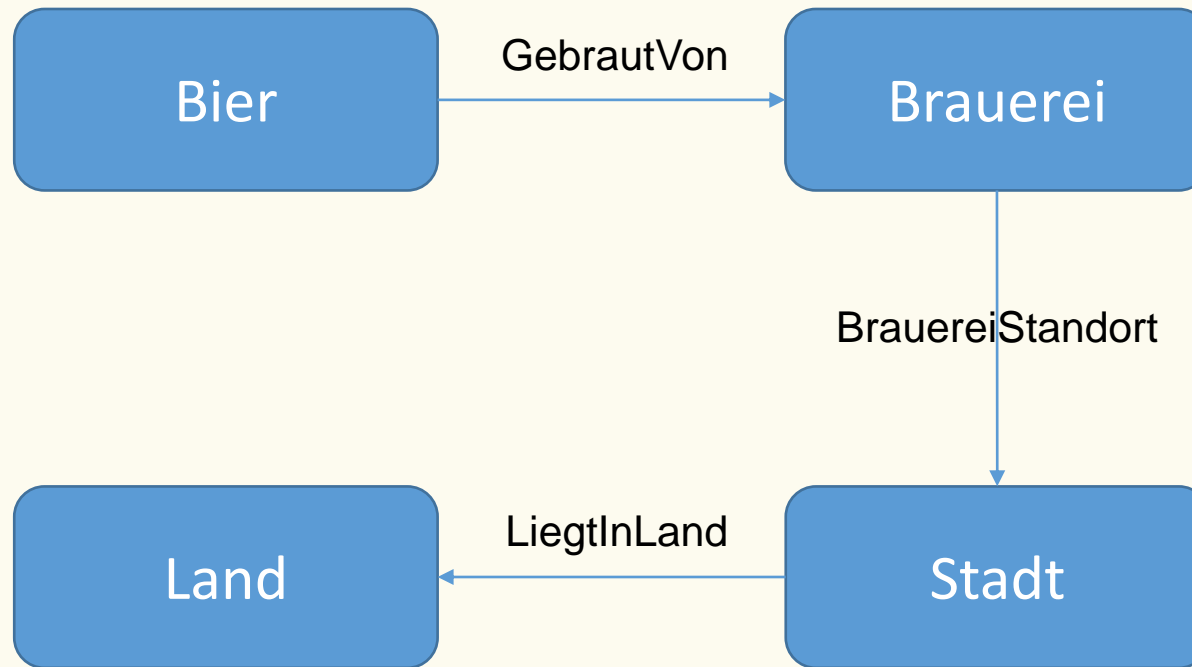 GebrautVon
Bier
Brauerei
BrauereiStandort
LiegtInLand
Land
Stadt